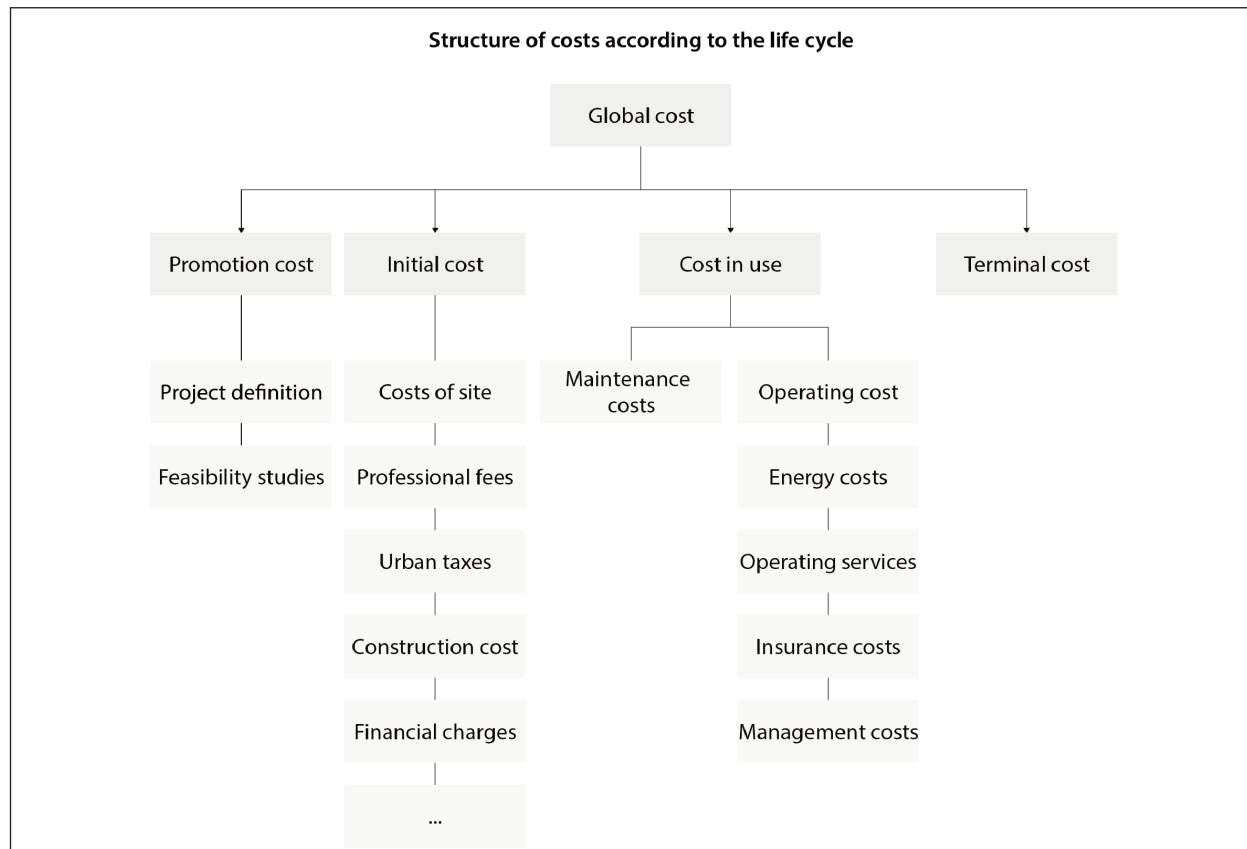 Structure of costs according to the life cycle
Global cost
Promotion cost
Initial cost
Cost in use
Terminal cost
Project definition
Costs of site
Maintenance
costs
Operating cost
Feasibility studies
Professional fees
Energy costs
Urban taxes
Operating services
Construction cost
Insurance costs
Financial charges
Management costs
...